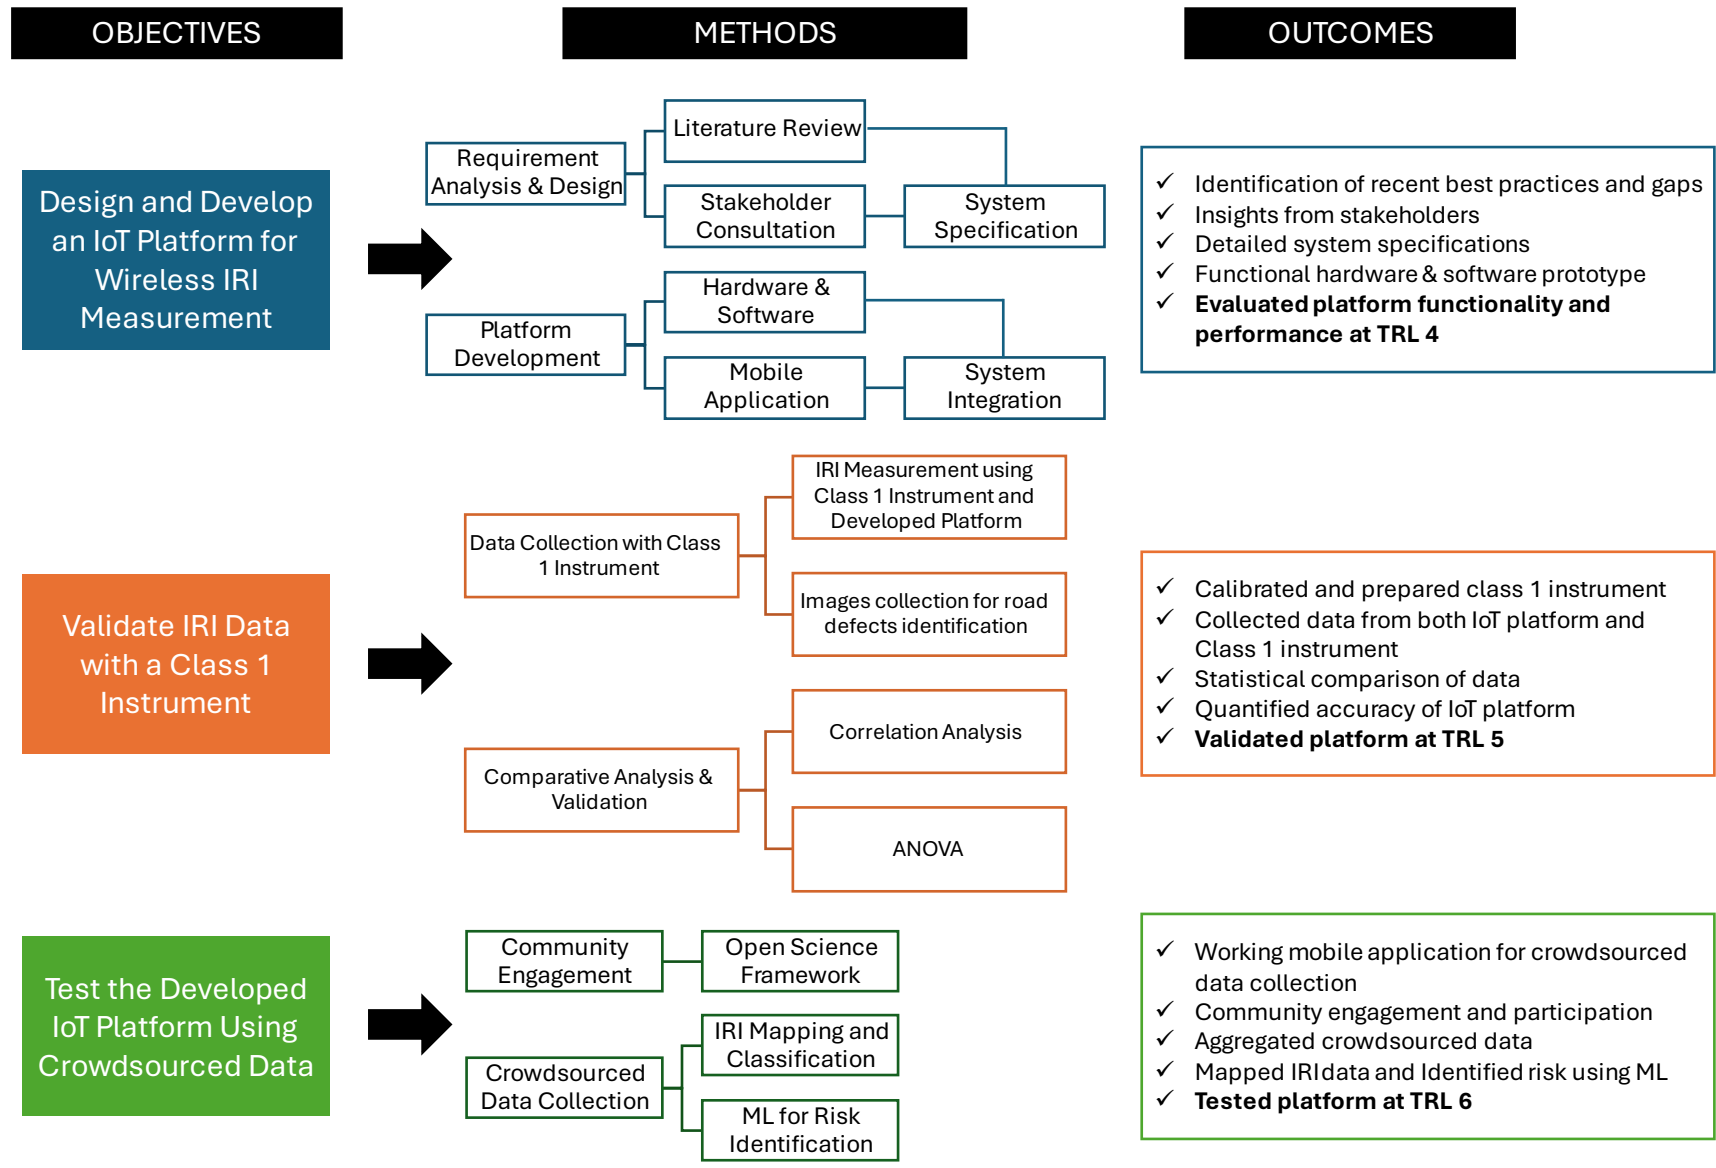 OBJECTIVES
METHODS
OUTCOMES
Design and Develop
an IoT Platform for
Wireless IRI
Measurement
Requirement
Analysis & Design
Literature Review
Stakeholder
Consultation
System
Specification
Platform
Development
Hardware &
Software
Mobile
Application
System
Integration
✓ Identification of recent best practices and gaps
✓ Insights from stakeholders
✓ Detailed system specifications
✓ Functional hardware & software prototype
✓ Evaluated platform functionality and
performance at TRL 4
Validate IRI Data
with a Class 1
Instrument
Data Collection with Class
1 Instrument
IRI Measurement using
Class 1 Instrument and
Developed Platform
Images collection for road
defects identification
Comparative Analysis &
Validation
Correlation Analysis
ANOVA
✓ Calibrated and prepared class 1 instrument
✓ Collected data from both IoT platform and
Class 1 instrument
✓ Statistical comparison of data
✓ Quantified accuracy of IoT platform
✓ Validated platform at TRL 5
Test the Developed
IoT Platform Using
Crowdsourced Data
Community
Engagement
Open Science
Framework
Crowdsourced
Data Collection
IRI Mapping and
Classification
ML for Risk
Identification
✓ Working mobile application for crowdsourced
data collection
✓ Community engagement and participation
✓ Aggregated crowdsourced data
✓ Mapped IRI data and Identified risk using ML
✓ Tested platform at TRL 6